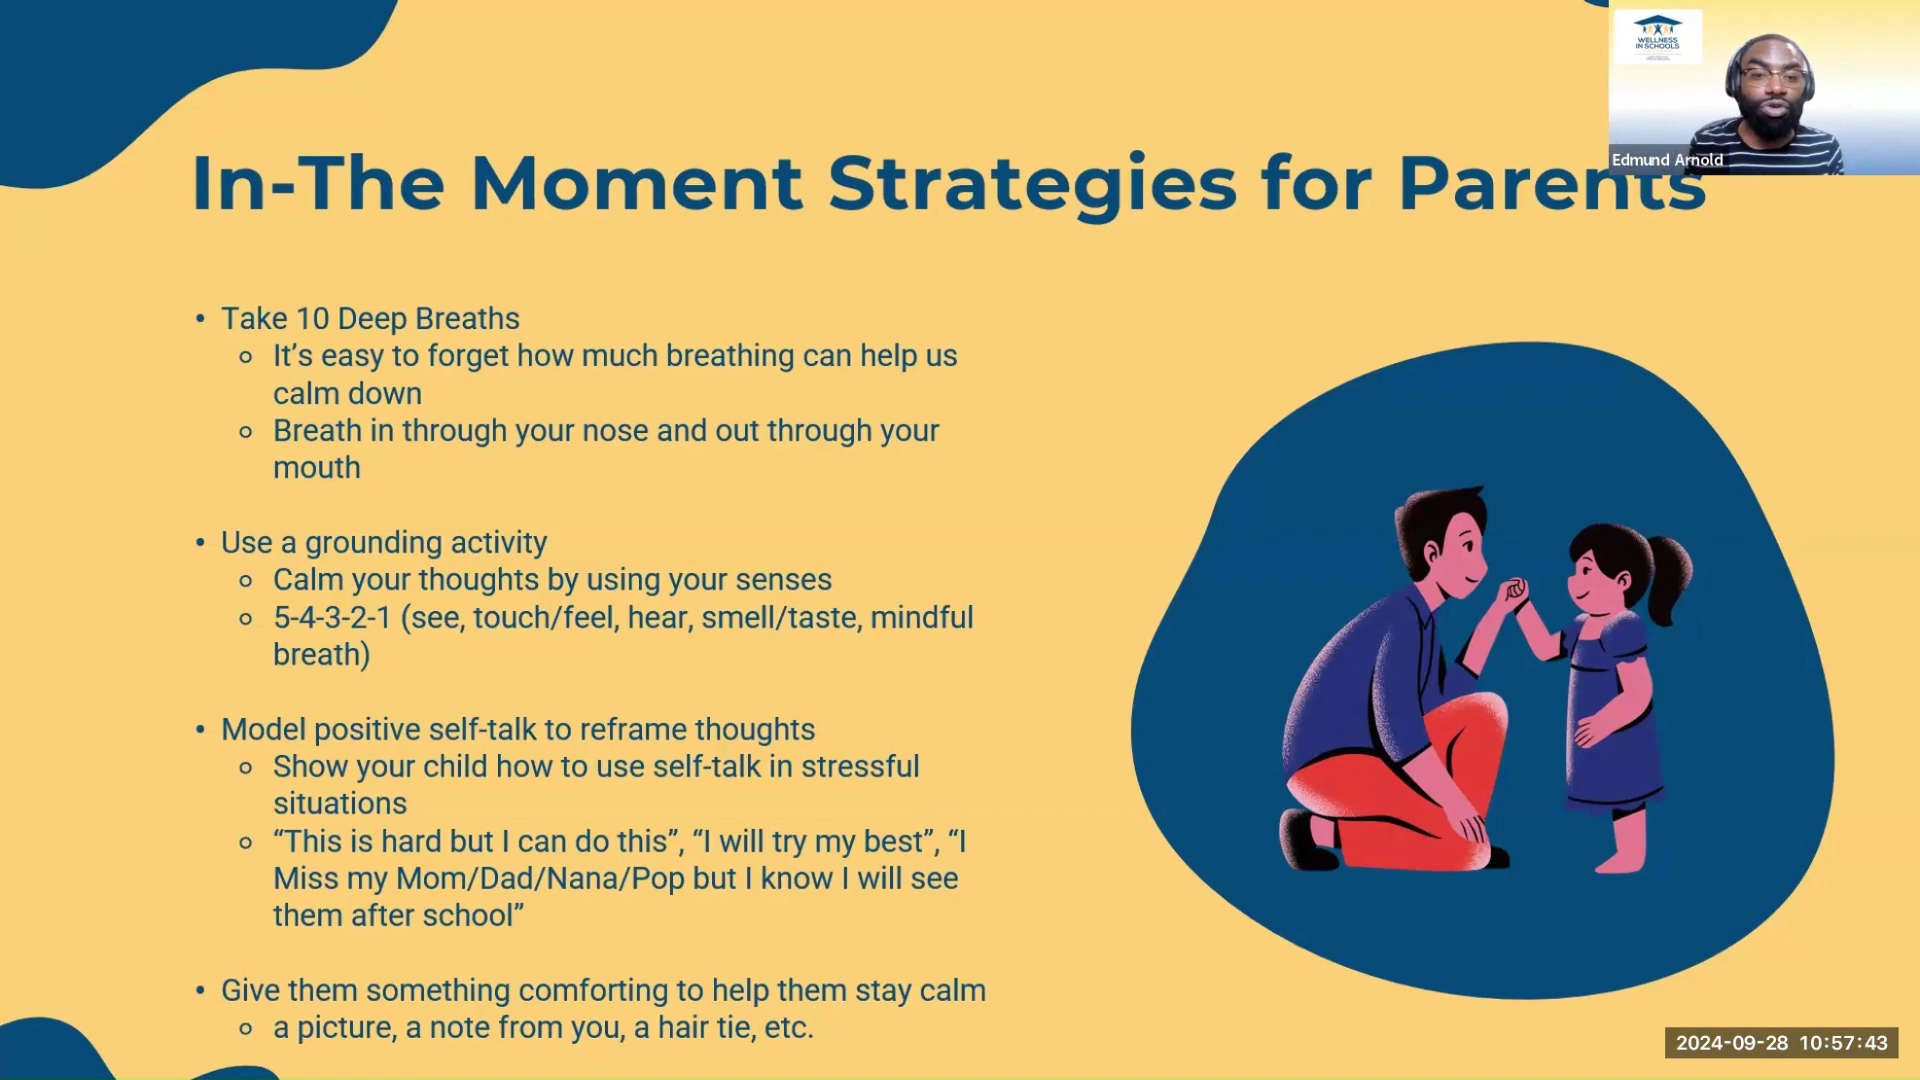 WELLNESS
IN SCHOOLS
Edmund Arnold
In-The Moment Strategies for Parents
• Take 10 Deep Breaths
○ It’s easy to forget how much breathing can help us
calm down
○ Breath in through your nose and out through your
mouth
• Use a grounding activity
○ Calm your thoughts by using your senses
○ 5-4-3-2-1 (see, touch/feel, hear, smell/taste, mindful
breath)
• Model positive self-talk to reframe thoughts
○ Show your child how to use self-talk in stressful
situations
○ “This is hard but I can do this”, “I will try my best”, “I
Miss my Mom/Dad/Nana/Pop but I know I will see
them after school”
• Give them something comforting to help them stay calm
○ a picture, a note from you, a hair tie, etc.
2024-09-28 10:57:43